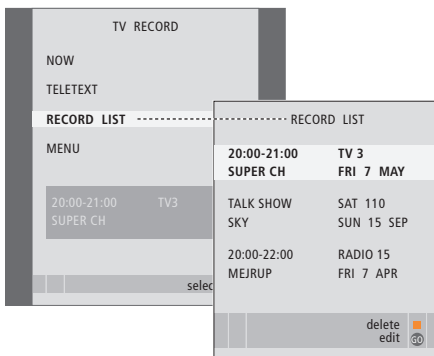 TV RECORD
NOW
TELETEXT
RECORD LIST
MENU
20:00-21:00 TV3
SUPER CH
RECORD LIST
20:00-21:00 TV 3
SUPER CH FRI 7 MAY
TALK SHOW SAT 110
SKY SUN 15 SEP
20:00-22:00 RADIO 15
MEJRUP FRI 7 APR
delete
edit GO